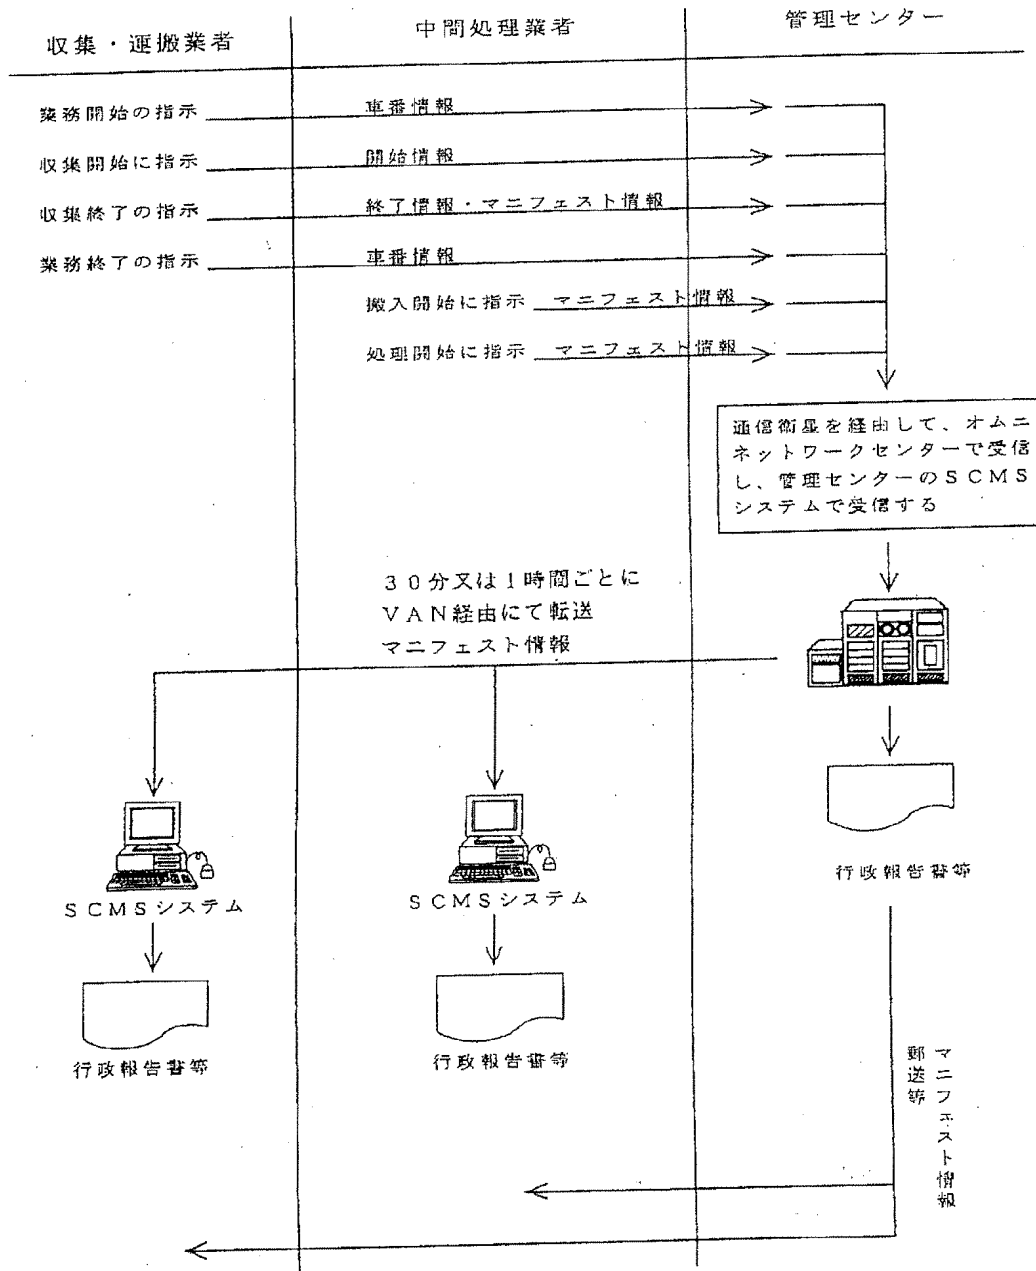 収集・運搬業者
中間処理業者
管理センター
業務開始の指示
車番情報
収集開始に指示
開始情報
収集終了の指示
終了情報・マニフェスト情報
業務終了の指示
車番情報
搬入開始に指示
マニフェスト情報
処理開始に指示
マニフェスト情報
通信衛星を経由して、オムニ
ネットワークセンターで受信
し、管理センターのSCMS
システムで受信する
30分又は1時間ごとに
VAN経由にて転送
マニフェスト情報
SCMSシステム
SCMSシステム
行政報告書等
行政報告書等
行政報告書等
マニフェスト情報
郵送等